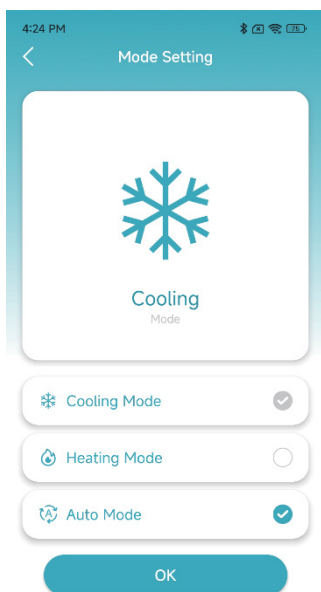 4:24 PM
75
Mode Setting
Cooling
Mode
Cooling Mode
Heating Mode
A
Auto Mode
OK